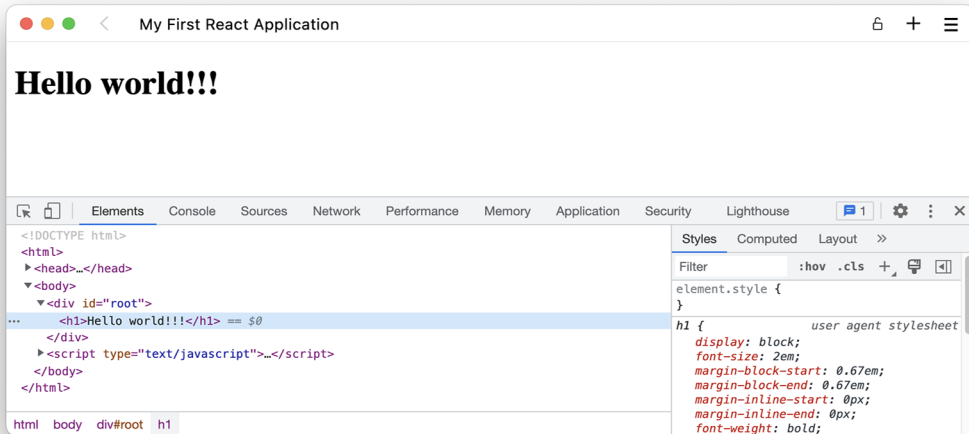 My First React Application
Hello world!!!
Elements Console Sources Network Performance Memory Application Security Lighthouse 1
<!DOCTYPE html>
<html>
<head>…</head>
<body>
<div id="root">
<h1>Hello world!!!</h1> == $0
</div>
<script type="text/javascript">…</script>
</body>
</html>
html body div#root h1
Styles Computed Layout »
Filter :hov .cls +
element.style {
}
h1 { user agent stylesheet
display: block;
font-size: 2em;
margin-block-start: 0.67em;
margin-block-end: 0.67em;
margin-inline-start: 0px;
margin-inline-end: 0px;
font-weight: bold;